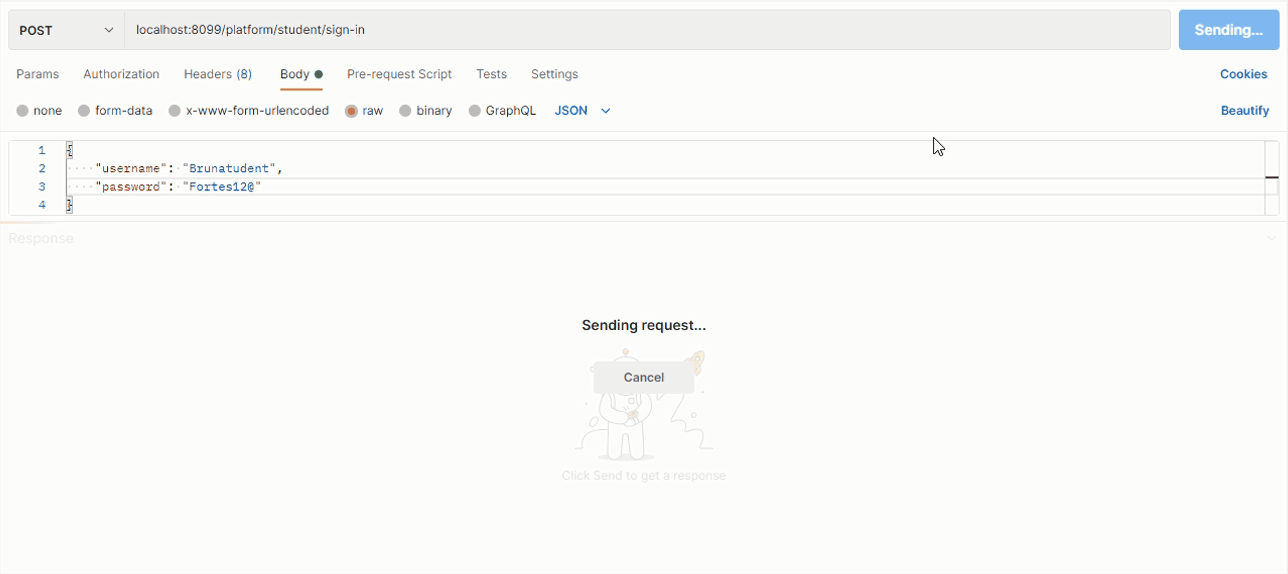 POST localhost:8099/platform/student/sign-in Sending...
Params Authorization Headers (8) Body Pre-request Script Tests Settings Cookies
none form-data x-www-form-urlencoded raw binary GraphQL JSON Beautify
1 {
2 ····"username":·"Brunatudent",
3 ····"password":·"Fortes12@"
4 }
Response
Sending request...
Cancel
Click Send to get a response